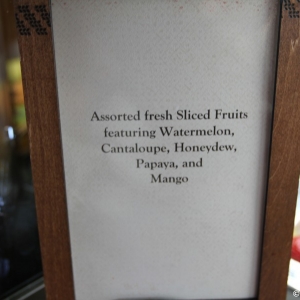 Assorted fresh Sliced Fruits
featuring Watermelon,
Cantaloupe, Honeydew,
Papaya, and
Mango